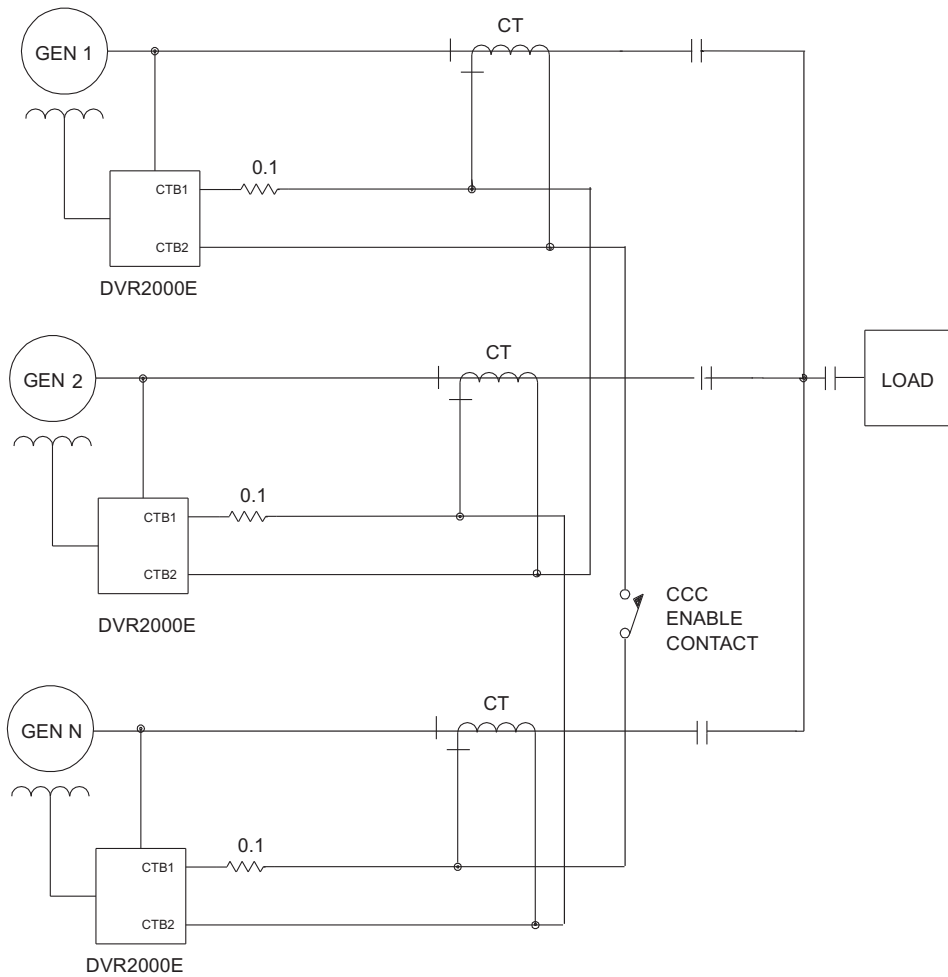 CT
GEN 1
0.1
CTB1
CTB2
DVR2000E
CT
GEN 2
LOAD
0.1
CTB1
CTB2
CCC
ENABLE
CONTACT
DVR2000E
CT
GEN N
0.1
CTB1
CTB2
DVR2000E